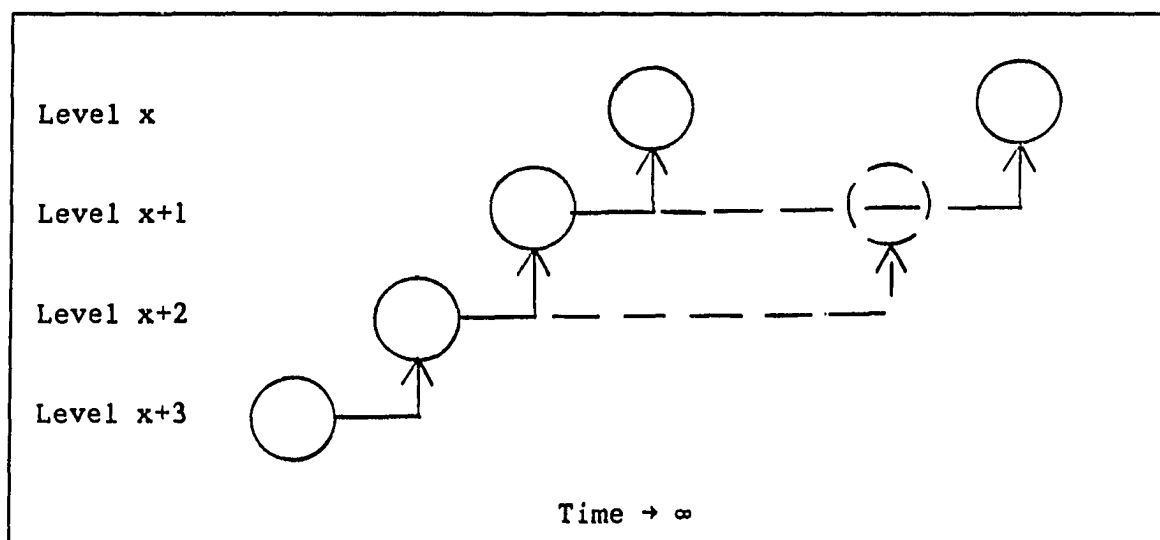 Level x
Level x+1
Level x+2
Level x+3
Time → ∞